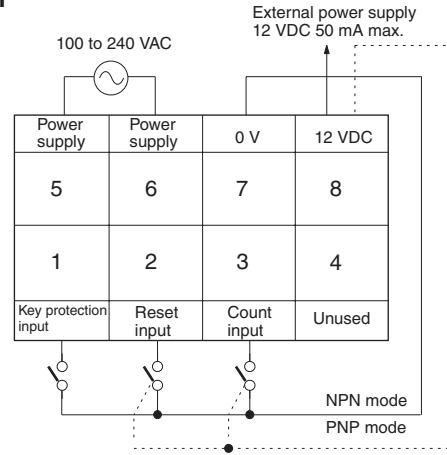 External power supply
12 VDC 50 mA max.
100 to 240 VAC
Power supply
Power supply
0 V
12 VDC
5
6
7
8
1
2
3
4
Key protection
input
Reset
input
Count
input
Unused
NPN mode
PNP mode